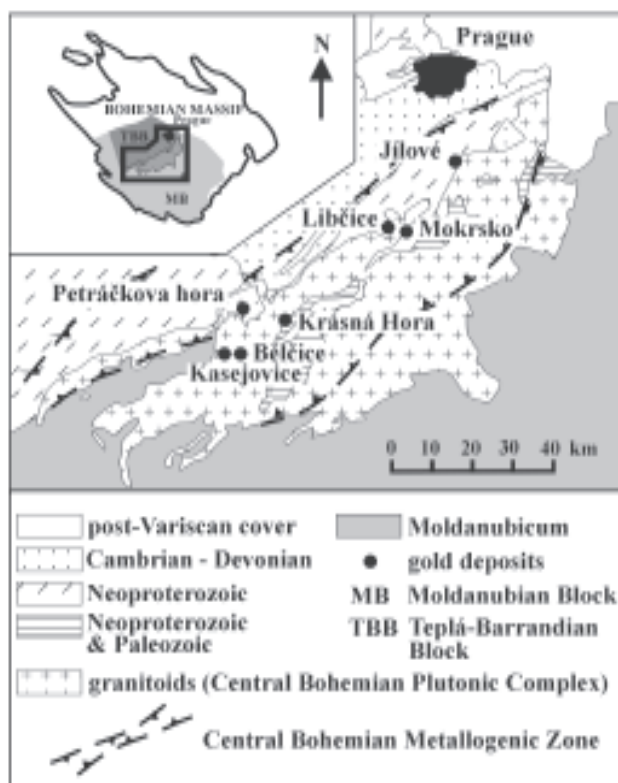 Prague
N
BOHEMIAN MASSIF
Prague
TBB
MB
Jílové
Libčice
Mokrsko
Petráčkova hora
Krásná Hora
Bělčice
Kasejovice
0 10 20 30 40 km
post-Variscan cover
Moldanubicum
Cambrian - Devonian
gold deposits
Neoproterozoic
MB Moldanubian Block
Neoproterozoic
& Paleozoic
TBB Teplá-Barrandian
Block
granitoids (Central Bohemian Plutonic Complex)
Central Bohemian Metallogenic Zone